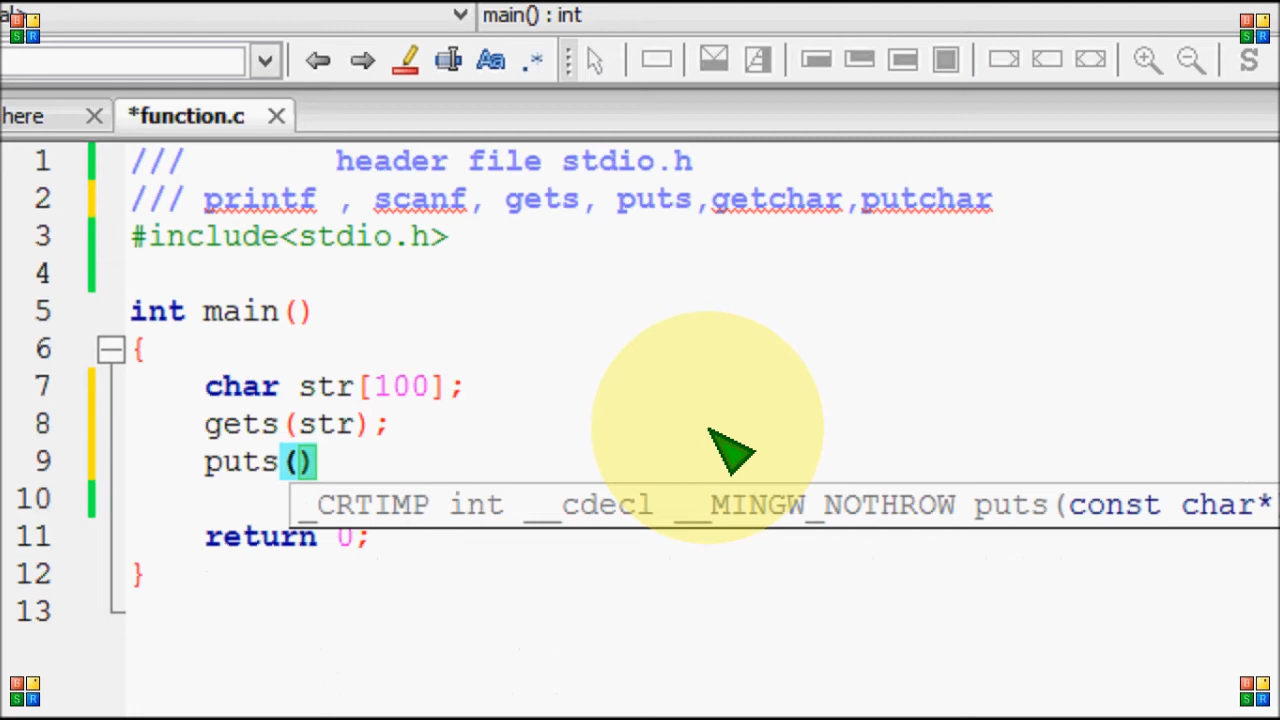 main() : int
here
*function.c
1 /// header file stdio.h
2 /// printf , scanf, gets, puts,getchar,putchar
3 #include<stdio.h>
4
5 int main()
6 {
7 char str[100];
8 gets(str);
9 puts()
_CRTIMP int __cdecl __MINGW_NOTHROW puts(const char*
10
11 return 0;
12 }
13